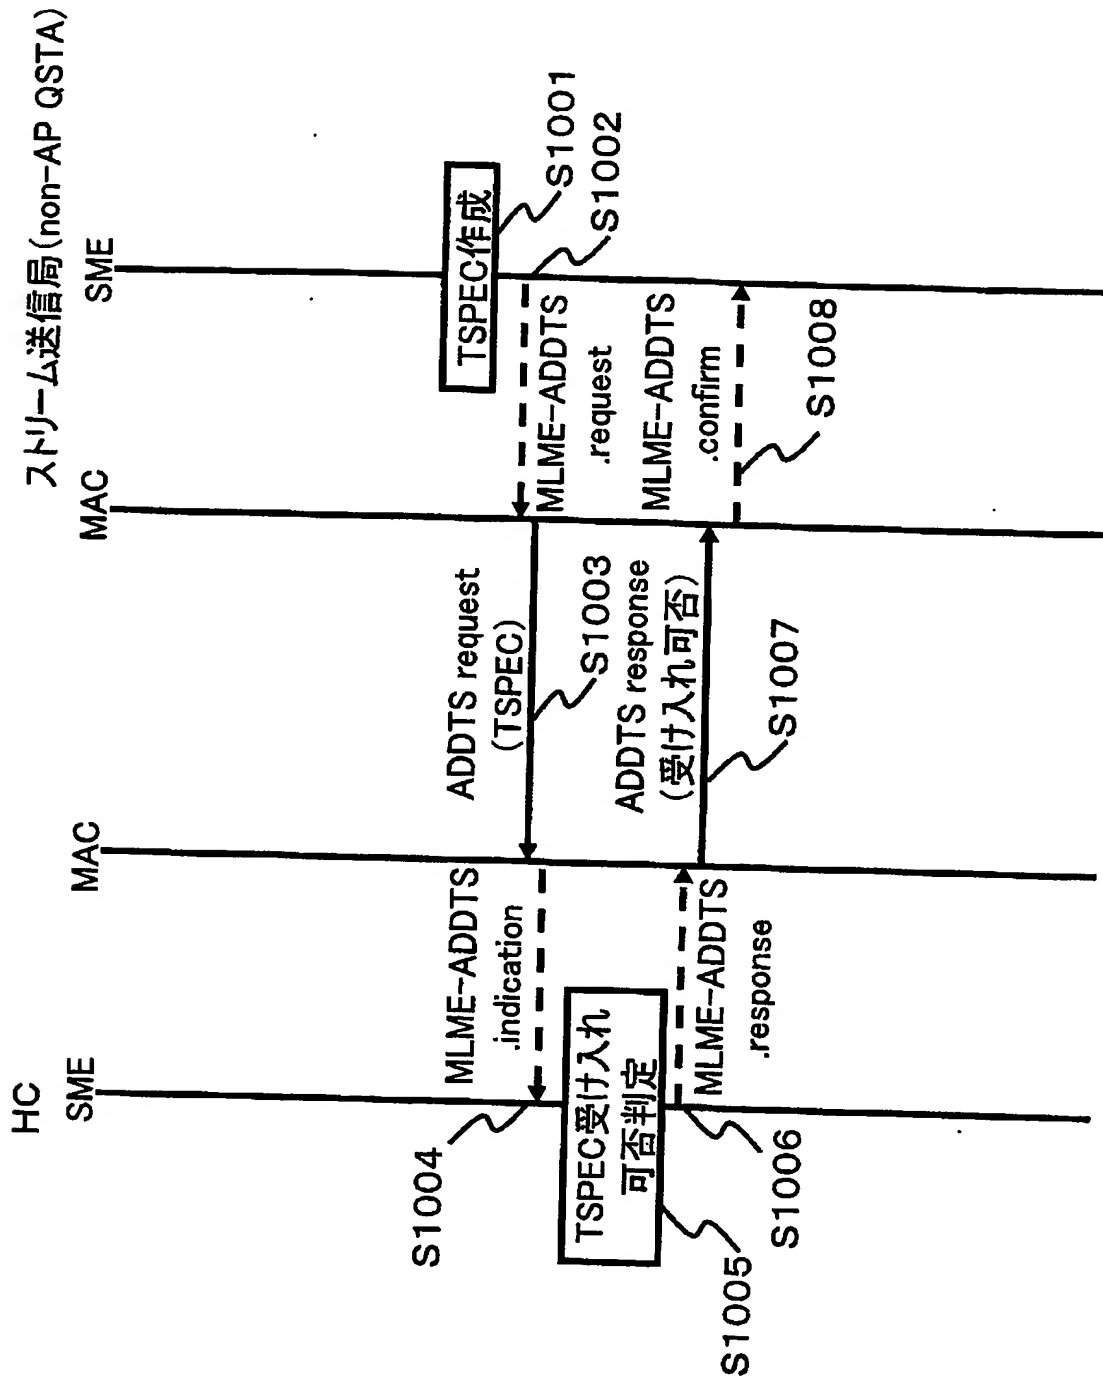 HC
ストリーム送信局(non-AP QSTA)
SME
MAC
MAC
SME
TSPEC作成
S1001
S1002
MLME-ADDTS
.request
ADDTS request
(TSPEC)
S1003
MLME-ADDTS
.indication
S1004
TSPEC受け入れ
可否判定
S1005
MLME-ADDTS
.response
S1006
ADDTS response
(受け入れ可否)
S1007
MLME-ADDTS
.confirm
S1008